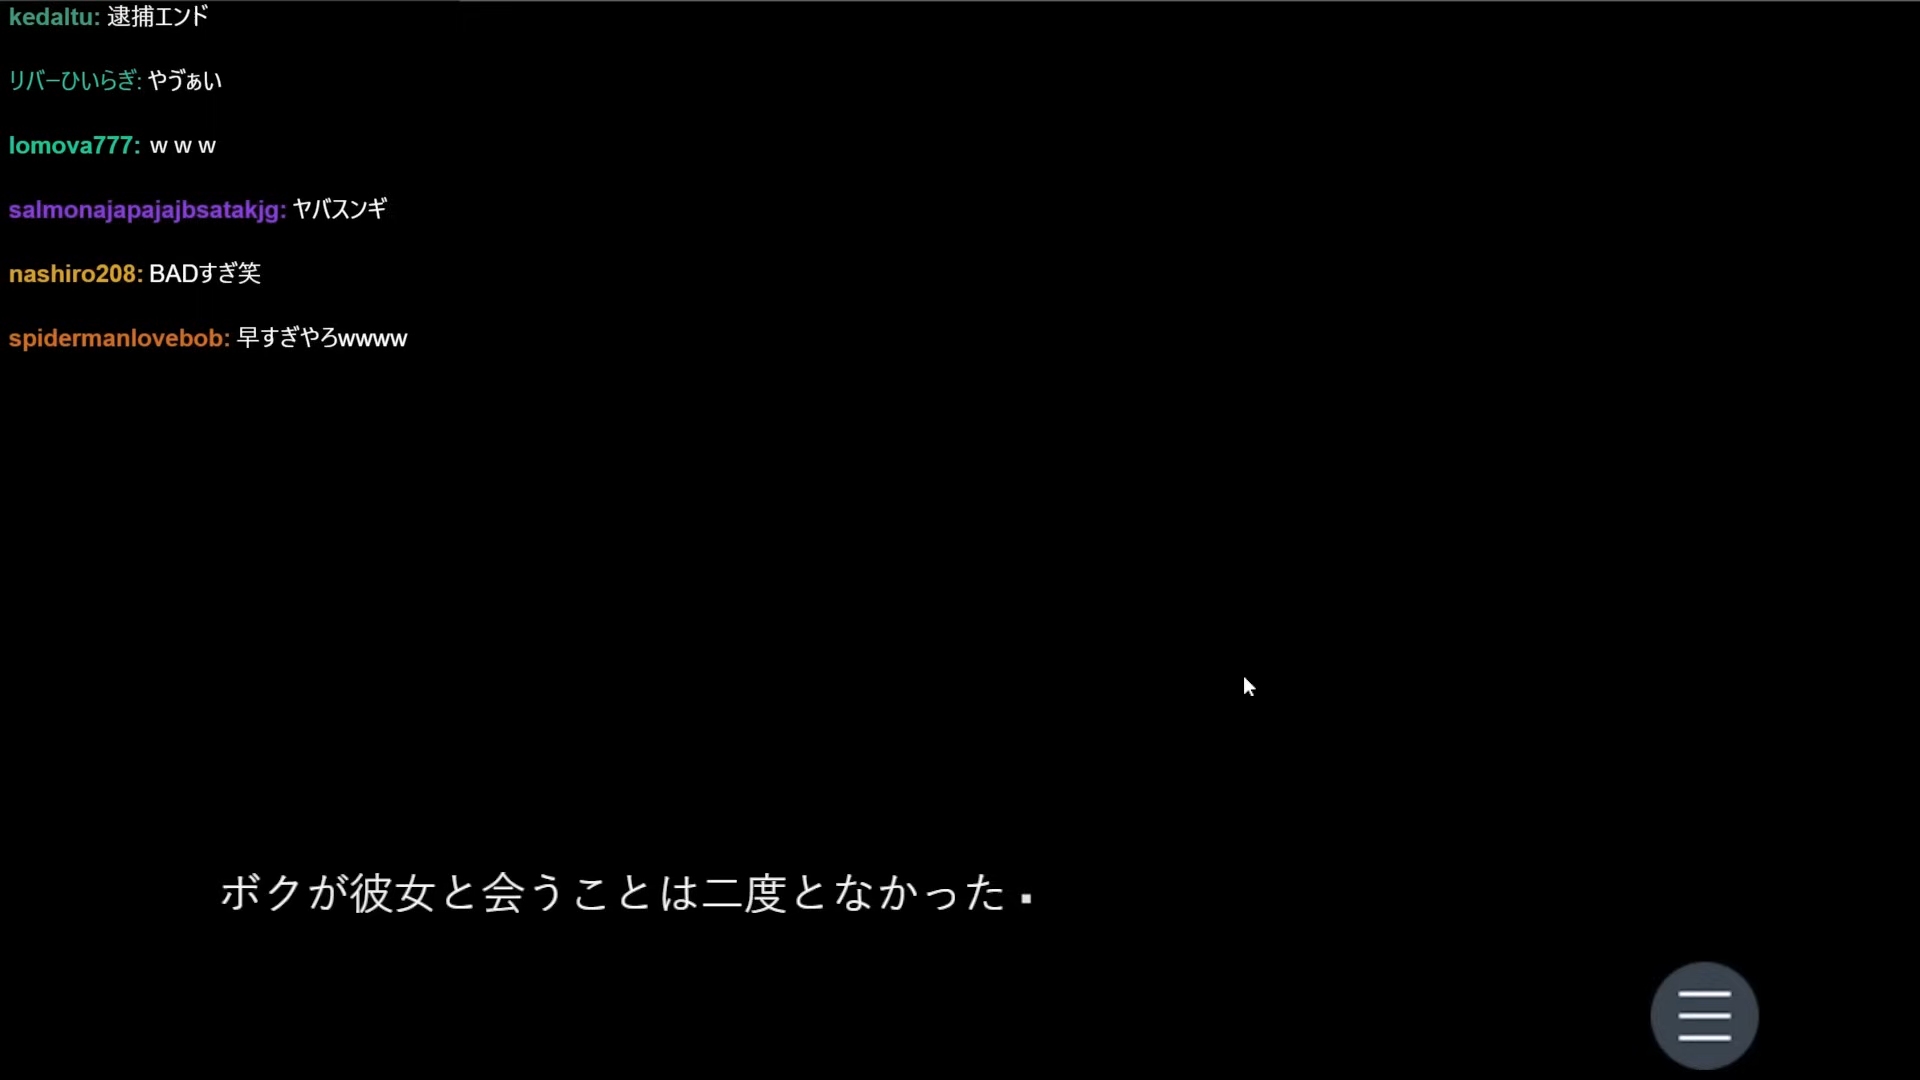 kedaltu: 逮捕エンド
リバーひいらぎ: やゔぁい
lomova777: ｗｗｗ
salmonajapajajbsatakjg: ヤバスンギ
nashiro208: BADすぎ笑
spidermanlovebob: 早すぎやろwwww
ボクが彼女と会うことは二度となかった